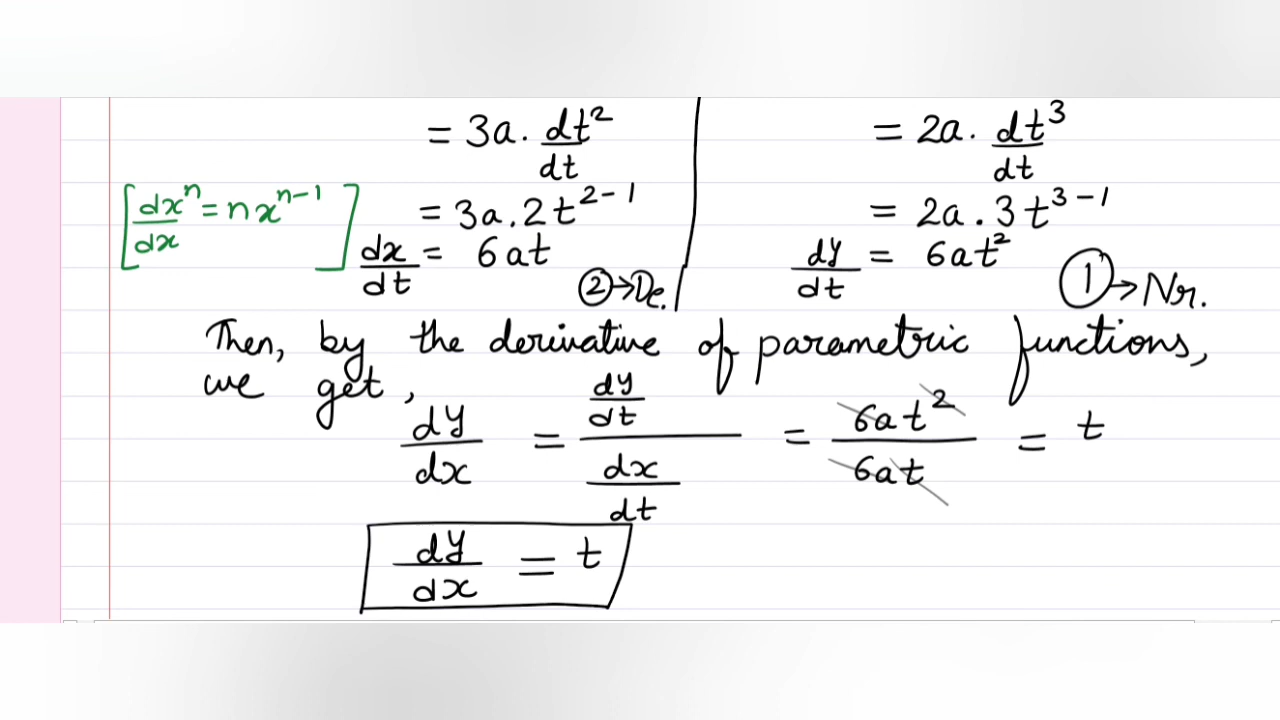 = 3a. dt²/dt
= 2a. dt³/dt
[dxⁿ/dx = nxⁿ⁻¹]
= 3a.2t²⁻¹
= 2a.3t³⁻¹
dx/dt = 6at
② → De.
dy/dt = 6at²
① → Nr.
Then, by the derivative of parametric functions,
we get,
dy/dx = (dy/dt)/(dx/dt) = 6at²/6at = t
dy/dx = t